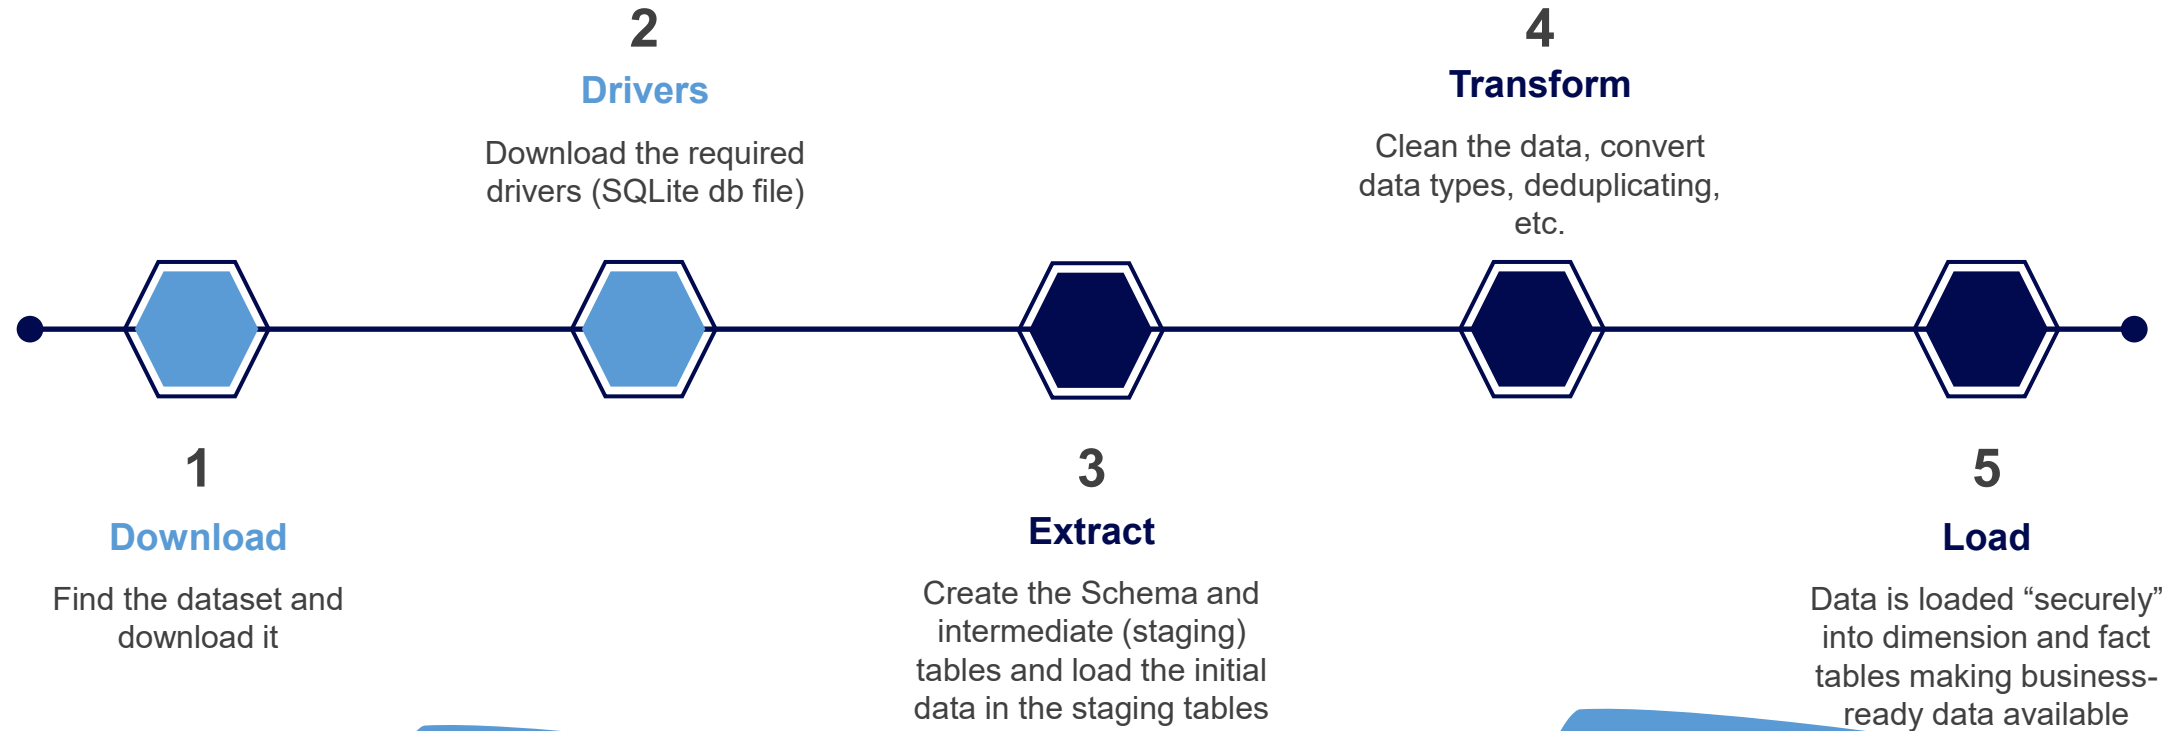 1
Download
Find the dataset and
download it
2
Drivers
Download the required
drivers (SQLite db file)
3
Extract
Create the Schema and
intermediate (staging)
tables and load the initial
data in the staging tables
4
Transform
Clean the data, convert
data types, deduplicating,
etc.
5
Load
Data is loaded “securely”
into dimension and fact
tables making business-
ready data available